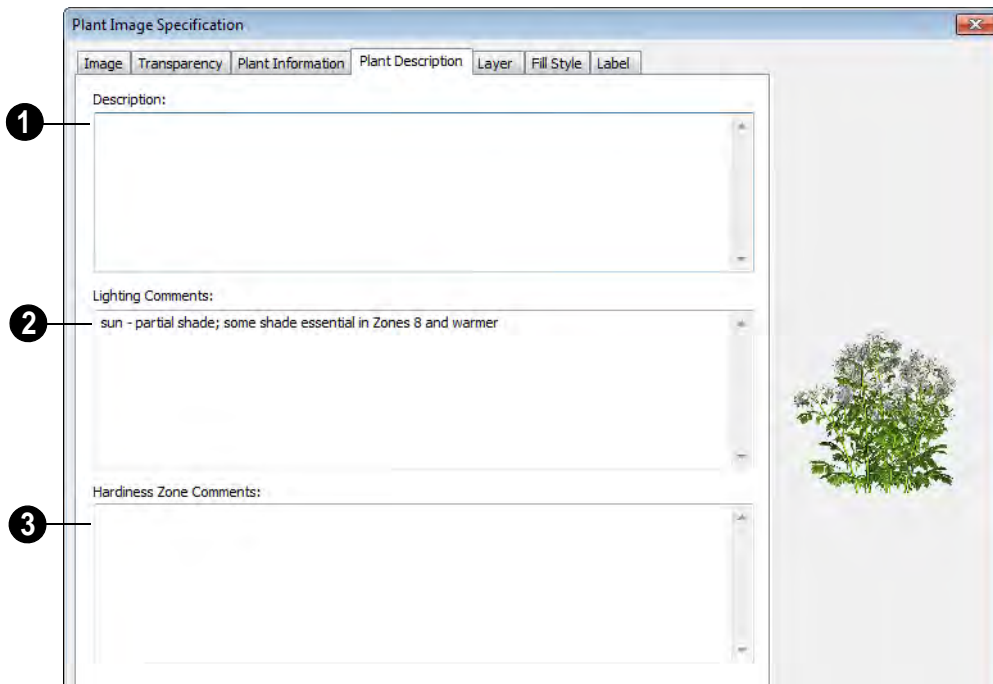 Plant Image Specification
Image Transparency Plant Information Plant Description Layer Fill Style Label
Description:
1
Lighting Comments:
2
sun - partial shade; some shade essential in Zones 8 and warmer
Hardiness Zone Comments:
3